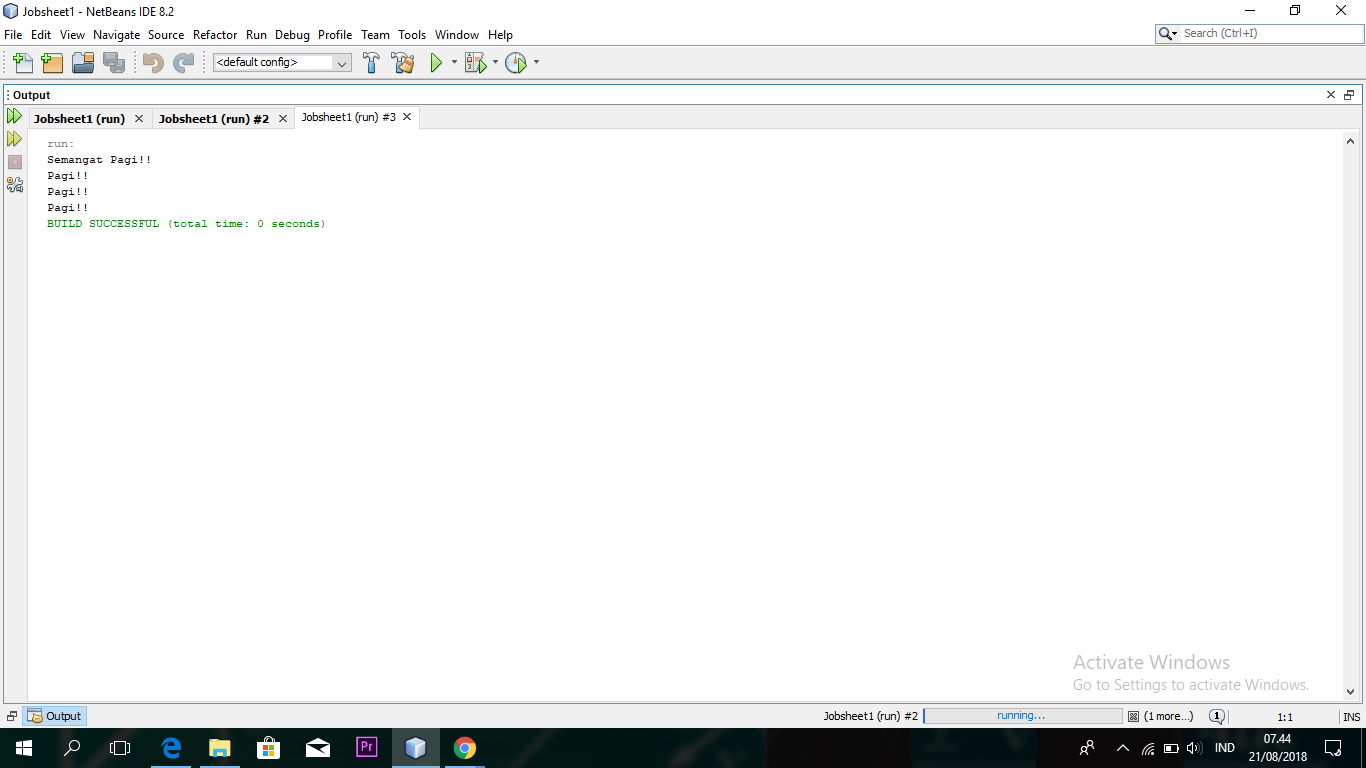 Jobsheet1 - NetBeans IDE 8.2
File Edit View Navigate Source Refactor Run Debug Profile Team Tools Window Help
Search (Ctrl+I)
<default config>
Output
Jobsheet1 (run) Jobsheet1 (run) #2 Jobsheet1 (run) #3
run:
Semangat Pagi!!
Pagi!!
Pagi!!
Pagi!!
BUILD SUCCESSFUL (total time: 0 seconds)
Activate Windows
Go to Settings to activate Windows.
Output Jobsheet1 (run) #2 running... (1 more...) 1 1:1 INS
Pr IND 07.44
21/08/2018